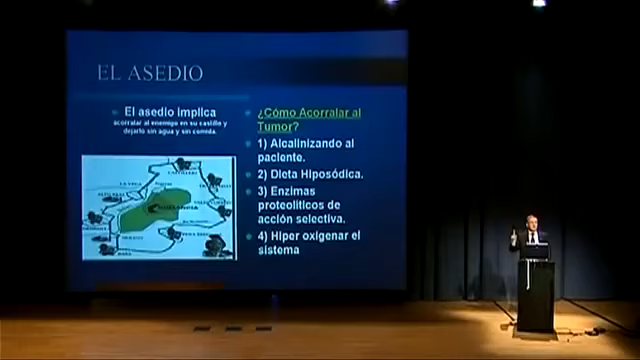 EL ASEDIO
El asedio implica
acorralar al enemigo en su castillo y
dejarlo sin agua y sin comida.
¿Cómo Acorralar al
Tumor?
1) Alcalinizando al
paciente.
2) Dieta Hiposódica.
3) Enzimas
proteolíticos de
acción selectiva.
4) Hiper oxigenar el
sistema